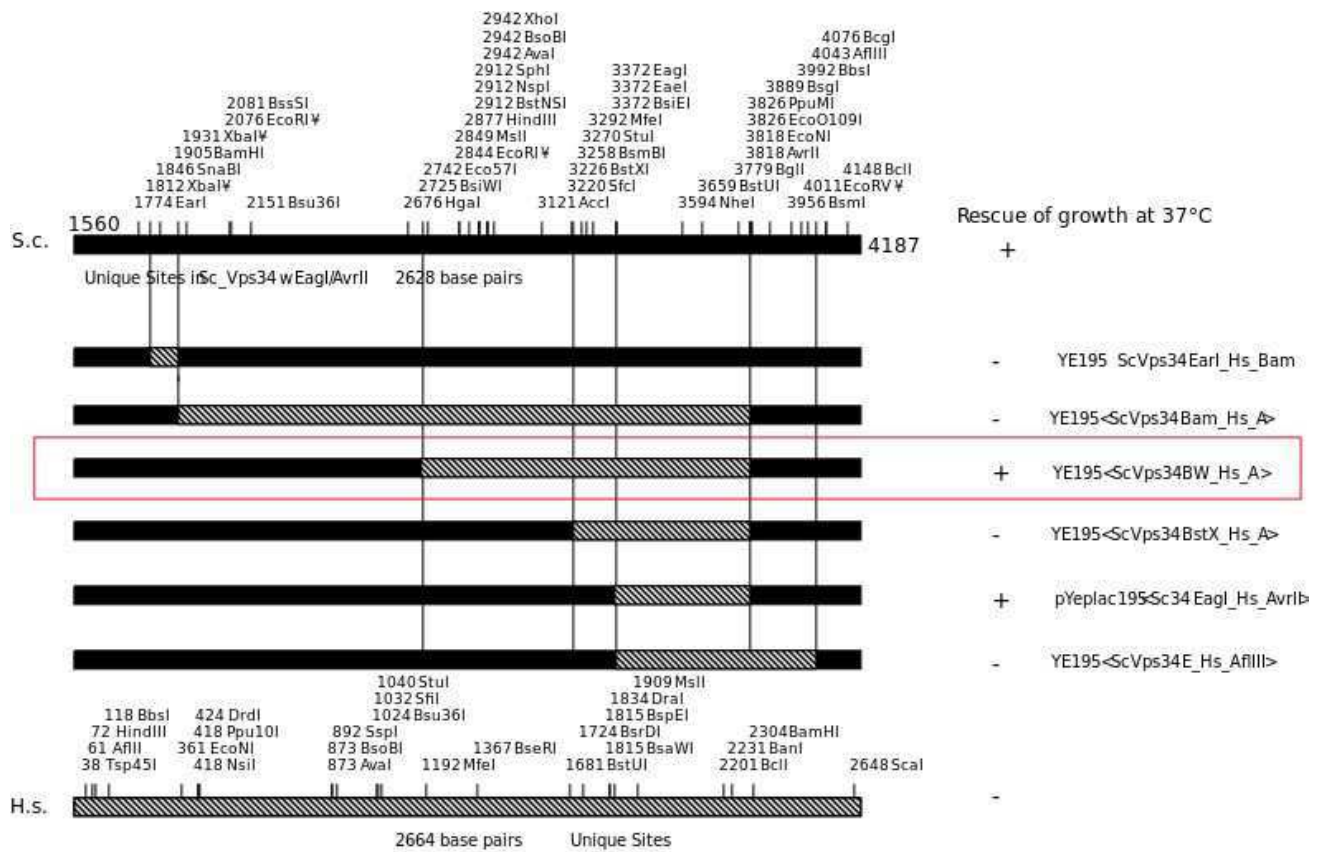 2942 XhoI
2942 BsoBI
2942 AvaI
2912 SphI
2912 NspI
2912 BstNSI
2877 HindIII
2849 MslI
2844 EcoRI ¥
2742 Eco57I
2725 BsiWI
2676 HgaI
2081 BssSI
2076 EcoRI ¥
1931 XbaI¥
1905 BamHI
1846 SnaBI
1812 XbaI¥
1774 EarI
2151 Bsu36I
3372 EagI
3372 EaeI
3372 BsiEI
3292 MfeI
3270 StuI
3258 BsmBI
3226 BstXI
3220 SfcI
3121 AccI
4076 BcgI
4043 AflIII
3992 BbsI
3889 BsgI
3826 PpuMI
3826 EcoO109I
3818 EcoNI
3818 AvrII
3779 BglI
4148 BclI
3659 BstUI
4011 EcoRV ¥
3594 NheI
3956 BsmI
Rescue of growth at 37°C
1560
S.c.
4187
+
Unique Sites in Sc_Vps34 w EagI/AvrII 2628 base pairs
- YE195 ScVps34EarI_Hs_Bam
- YE195<ScVps34Bam_Hs_A>
+ YE195<ScVps34BW_Hs_A>
- YE195<ScVps34BstX_Hs_A>
+ pYeplac195<Sc34EagI_Hs_AvrII>
- YE195<ScVps34E_Hs_AflIII>
118 BbsI
72 HindIII
61 AflII
38 Tsp45I
424 DrdI
418 Ppu10I
361 EcoNI
418 NsiI
1040 StuI
1032 SfiI
1024 Bsu36I
892 SspI
873 BsoBI
873 AvaI
1192 MfeI
1367 BseRI
1909 MslI
1834 DraI
1815 BspEI
1724 BsrDI
1815 BsaWI
1681 BstUI
2304 BamHI
2231 BanI
2201 BclI
2648 ScaI
H.s.
-
2664 base pairs Unique Sites